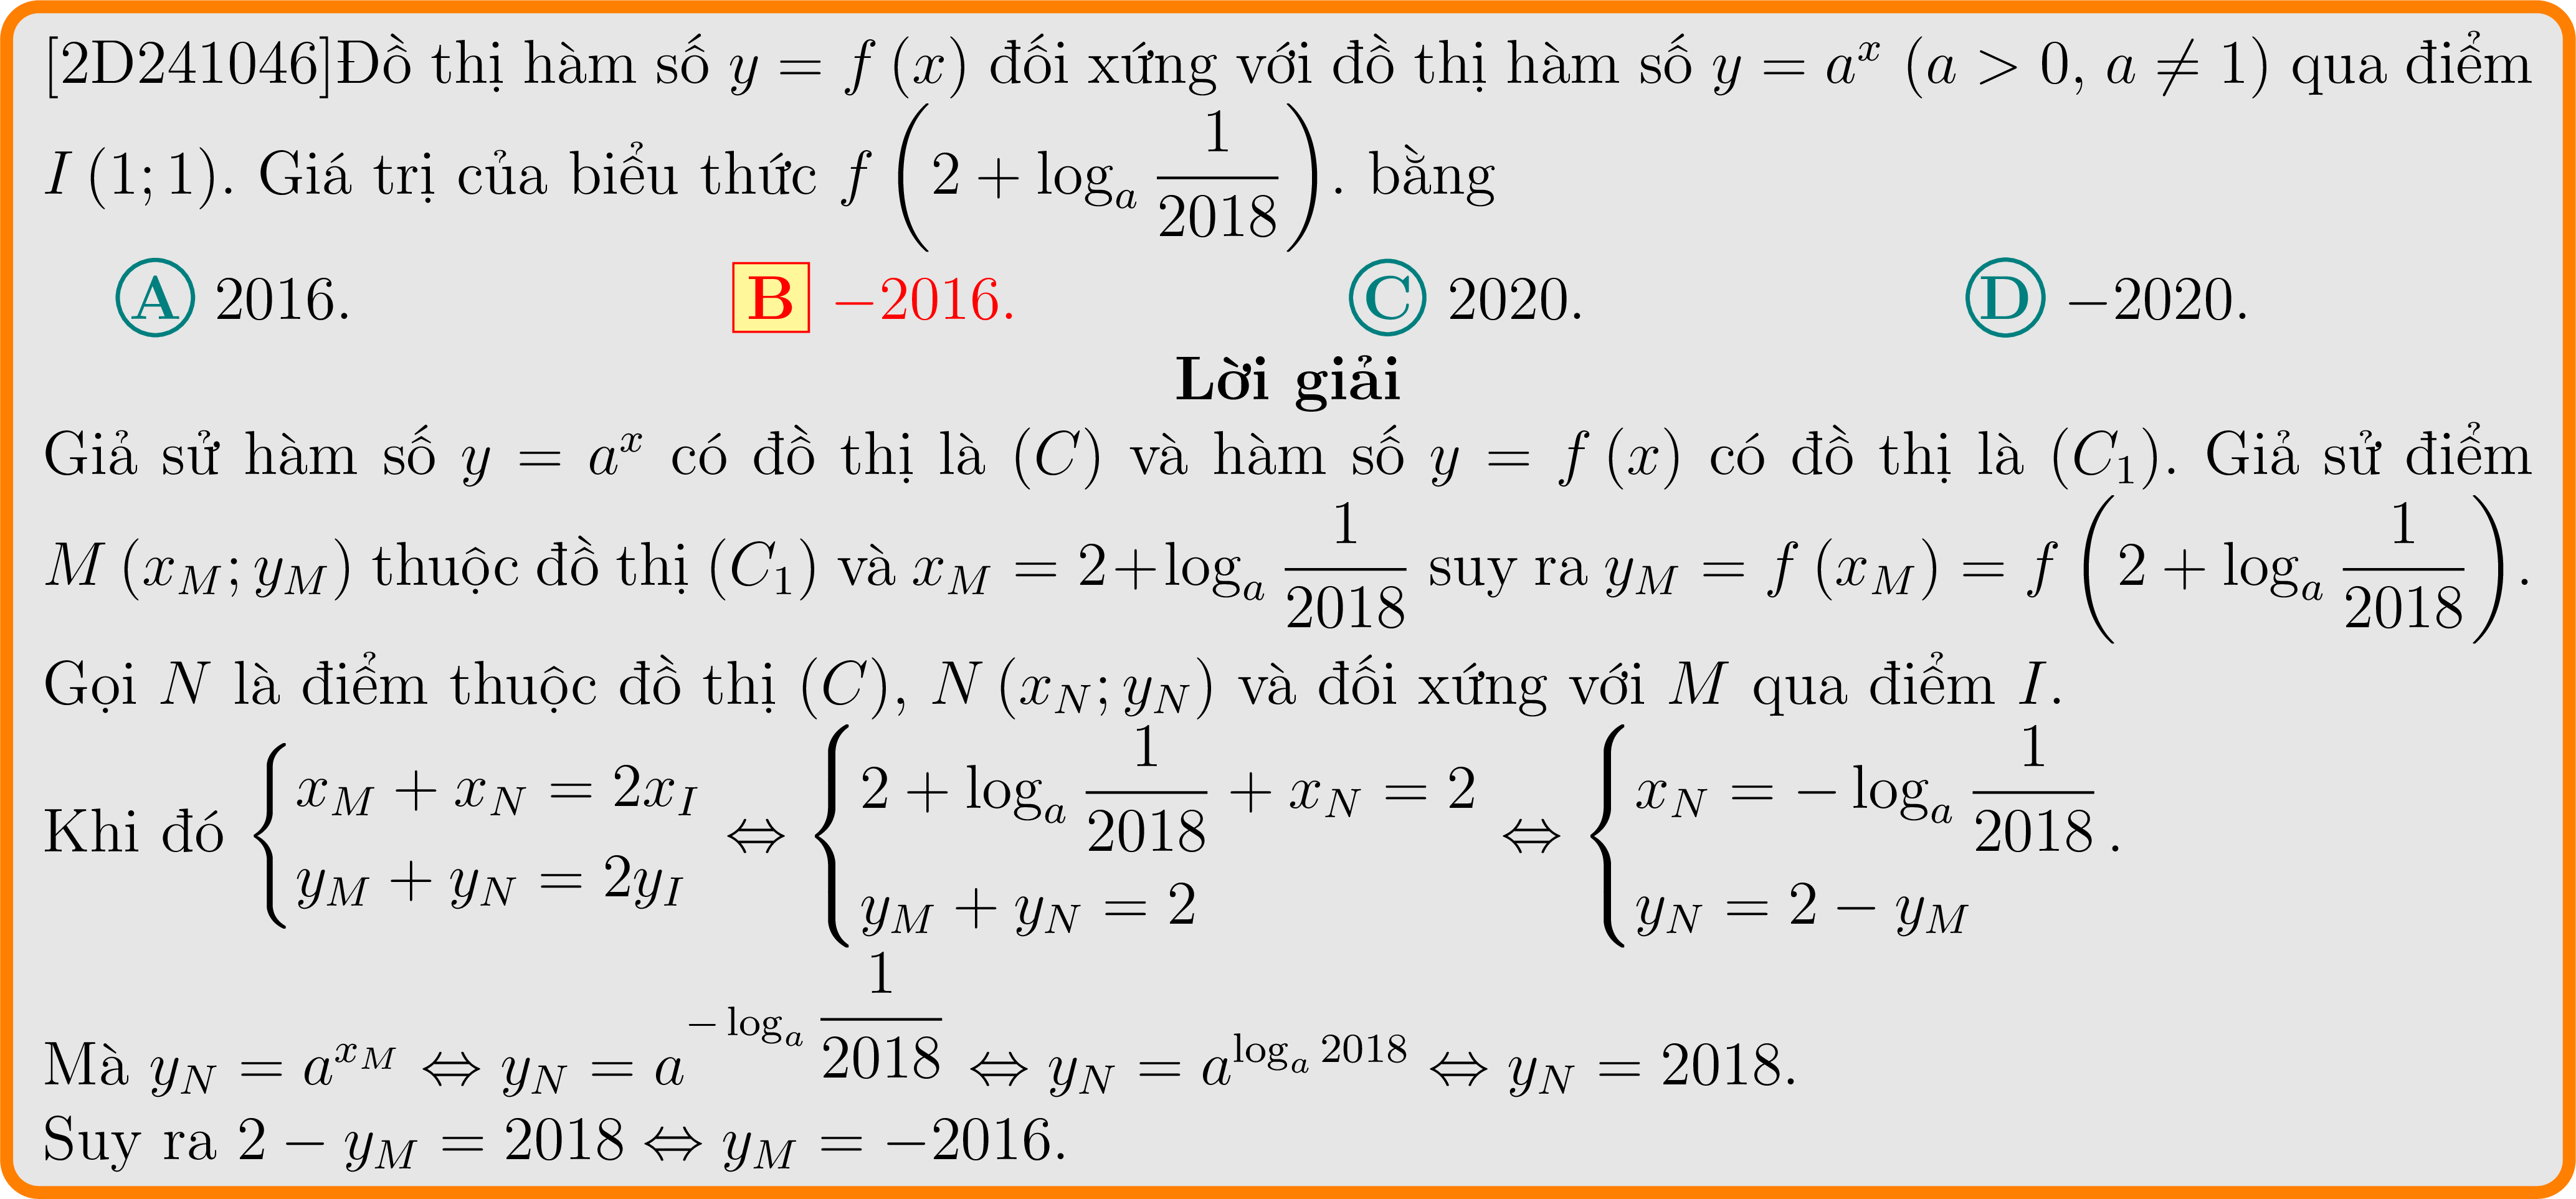 [2D241046]Đồ thị hàm số $y = f(x)$ đối xứng với đồ thị hàm số $y = a^x$ $(a > 0, a \neq 1)$ qua điểm
$I(1; 1)$. Giá trị của biểu thức $f\left(2 + \log_a \dfrac{1}{2018}\right)$. bằng
A 2016. B −2016. C 2020. D −2020.
Lời giải
Giả sử hàm số $y = a^x$ có đồ thị là $(C)$ và hàm số $y = f(x)$ có đồ thị là $(C_1)$. Giả sử điểm
$M(x_M; y_M)$ thuộc đồ thị $(C_1)$ và $x_M = 2 + \log_a \dfrac{1}{2018}$ suy ra $y_M = f(x_M) = f\left(2 + \log_a \dfrac{1}{2018}\right)$.
Gọi $N$ là điểm thuộc đồ thị $(C)$, $N(x_N; y_N)$ và đối xứng với $M$ qua điểm $I$.
Khi đó $\begin{cases} x_M + x_N = 2x_I \\ y_M + y_N = 2y_I \end{cases} \Leftrightarrow \begin{cases} 2 + \log_a \dfrac{1}{2018} + x_N = 2 \\ y_M + y_N = 2 \end{cases} \Leftrightarrow \begin{cases} x_N = -\log_a \dfrac{1}{2018} \\ y_N = 2 - y_M \end{cases}$.
Mà $y_N = a^{x_M} \Leftrightarrow y_N = a^{-\log_a \dfrac{1}{2018}} \Leftrightarrow y_N = a^{\log_a 2018} \Leftrightarrow y_N = 2018$.
Suy ra $2 - y_M = 2018 \Leftrightarrow y_M = -2016$.